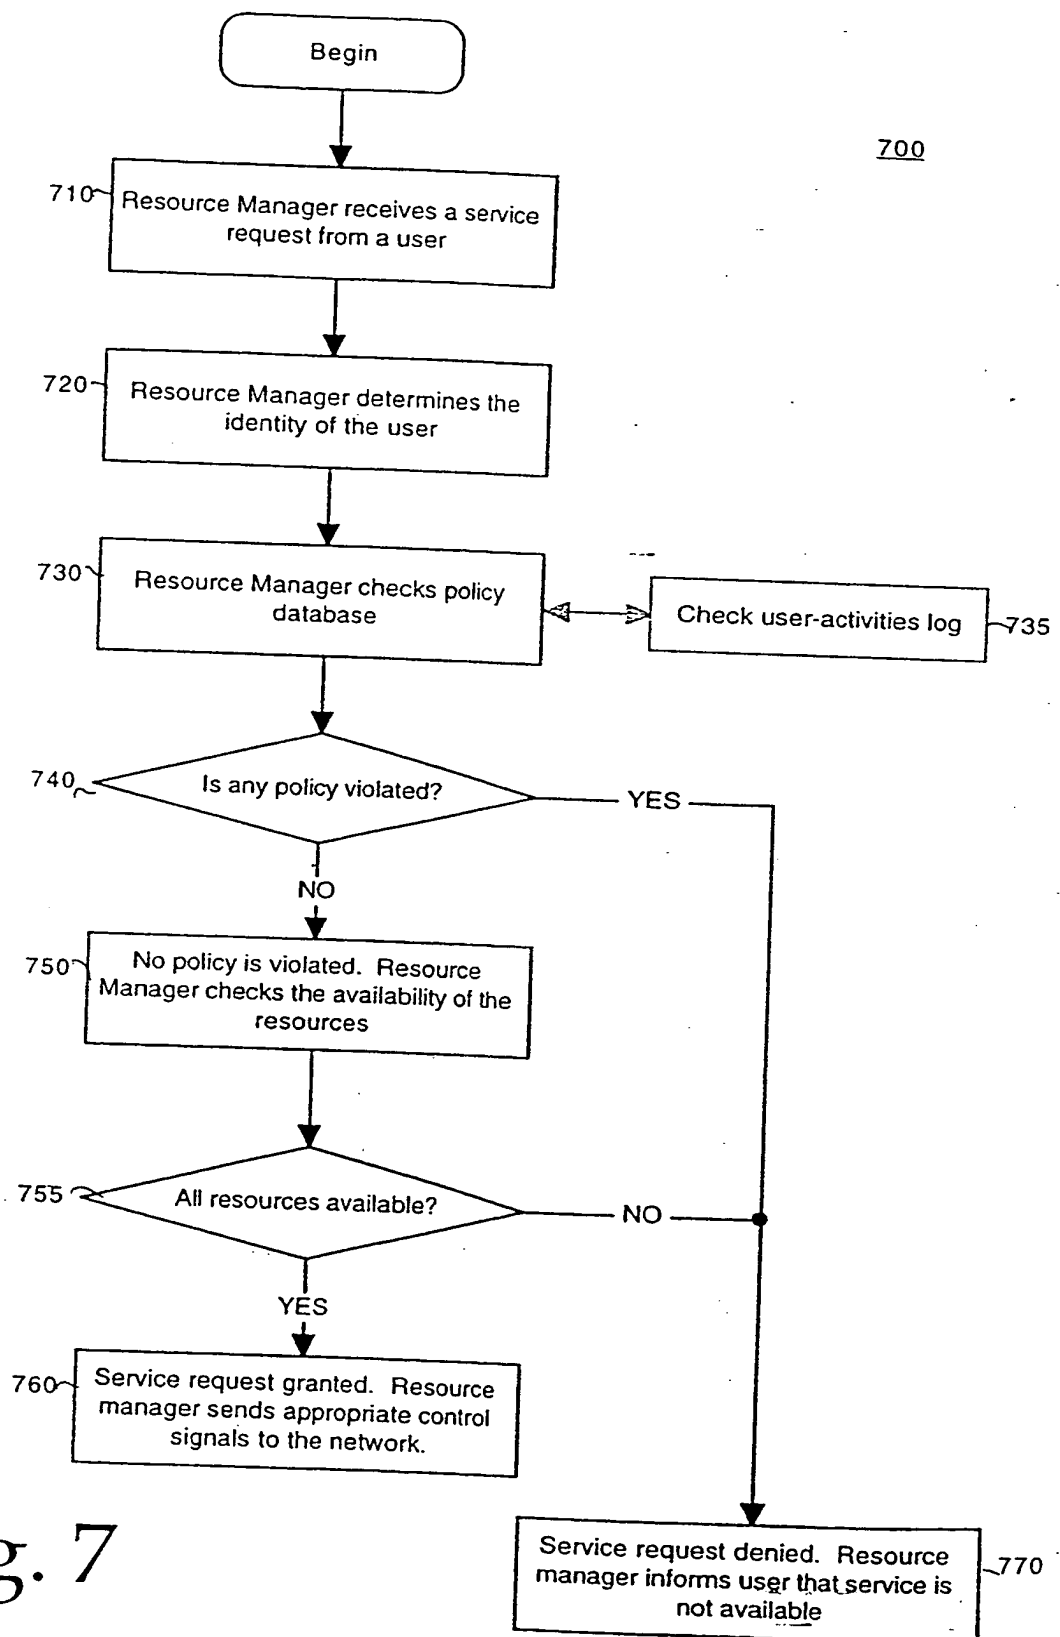 Begin
700
710
Resource Manager receives a service
request from a user
720
Resource Manager determines the
identity of the user
730
Resource Manager checks policy
database
Check user-activities log
735
740
Is any policy violated?
YES
NO
750
No policy is violated. Resource
Manager checks the availability of the
resources
755
All resources available?
NO
YES
760
Service request granted. Resource
manager sends appropriate control
signals to the network.
g. 7
Service request denied. Resource
manager informs user that service is
not available
770